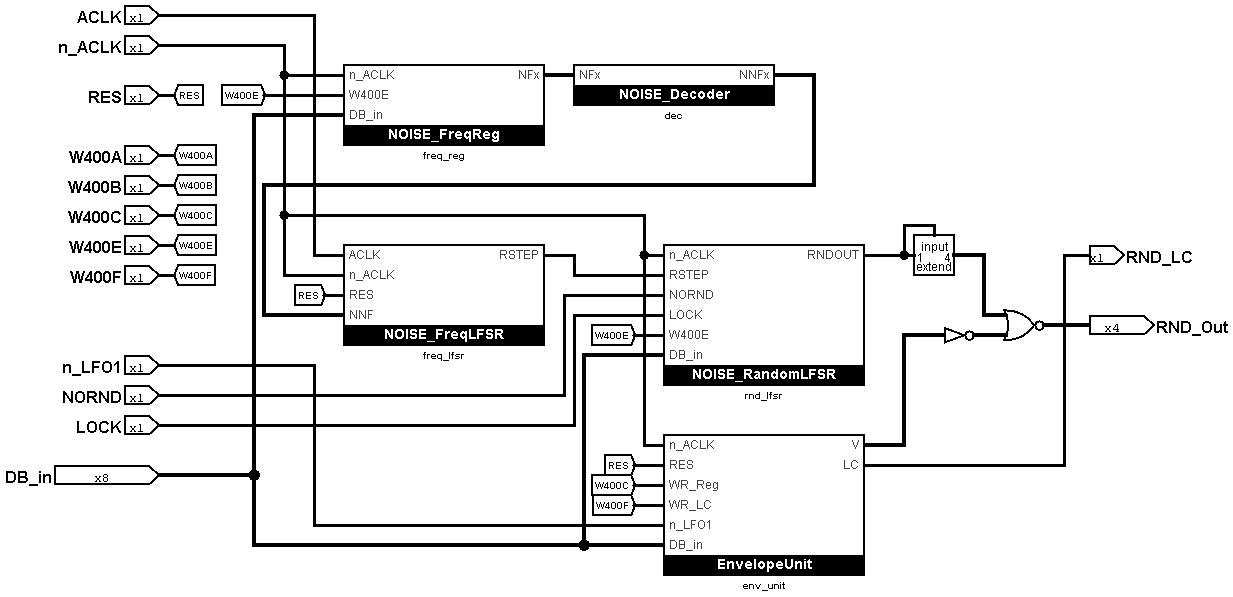 ACLK x1
n_ACLK x1
n_ACLK NFx NFx NNFx
RES x1 RES W400E W400E NOISE_Decoder
DB_in dec
NOISE_FreqReg
freq_reg
W400A x1 W400A
W400B x1 W400B
W400C x1 W400C
W400E x1 W400E
W400F x1 W400F
ACLK RSTEP n_ACLK RNDOUT input
1 4
extend
x1 RND_LC
n_ACLK RSTEP
RES RES NORND
NNF LOCK
NOISE_FreqLFSR W400E W400E
freq_lfsr DB_in
x4 RND_Out
NOISE_RandomLFSR
rnd_lfsr
n_LFO1 x1
NORND x1
LOCK x1
n_ACLK V
RES RES LC
DB_in x8 W400C WR_Reg
W400F WR_LC
n_LFO1
DB_in
EnvelopeUnit
env_unit